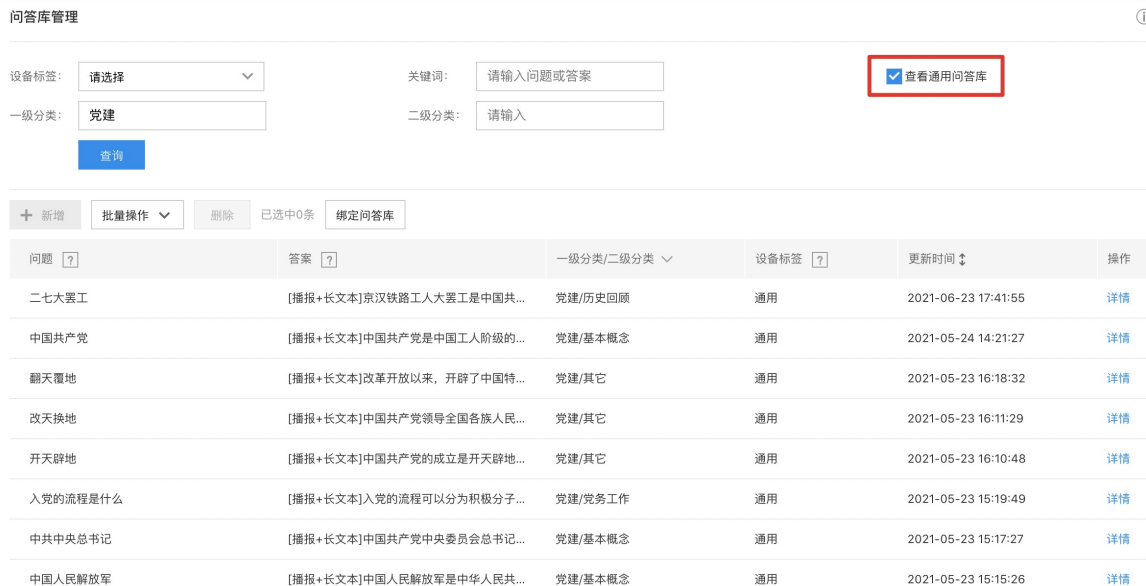 问答库管理
设备标签: 请选择 关键词: 请输入问题或答案 查看通用问答库
一级分类: 党建 二级分类: 请输入
查询
+ 新增 批量操作 删除 已选中0条 绑定问答库
问题 ? 答案 ? 一级分类/二级分类 设备标签 ? 更新时间 操作
二七大罢工 [播报+长文本]京汉铁路工人大罢工是中国共... 党建/历史回顾 通用 2021-06-23 17:41:55 详情
中国共产党 [播报+长文本]中国共产党是中国工人阶级的... 党建/基本概念 通用 2021-05-24 14:21:27 详情
翻天覆地 [播报+长文本]改革开放以来，开辟了中国特... 党建/其它 通用 2021-05-23 16:18:32 详情
改天换地 [播报+长文本]中国共产党领导全国各族人民... 党建/其它 通用 2021-05-23 16:11:29 详情
开天辟地 [播报+长文本]中国共产党的成立是开天辟地... 党建/其它 通用 2021-05-23 16:10:48 详情
入党的流程是什么 [播报+长文本]入党的流程可以分为积极分子... 党建/党务工作 通用 2021-05-23 15:19:49 详情
中共中央总书记 [播报+长文本]中国共产党中央委员会总书记... 党建/基本概念 通用 2021-05-23 15:17:27 详情
中国人民解放军 [播报+长文本]中国人民解放军是中华人民共... 党建/基本概念 通用 2021-05-23 15:15:26 详情